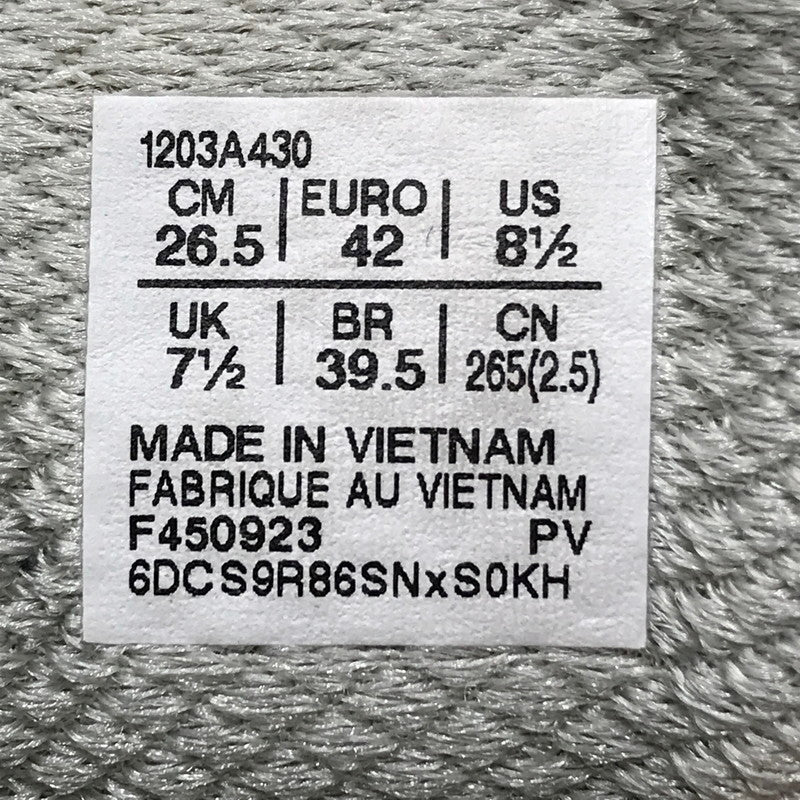 1203A430
CM | EURO | US
26.5 | 42 | 8½
UK | BR | CN
7½ | 39.5 | 265(2.5)
MADE IN VIETNAM
FABRIQUE AU VIETNAM
F450923 PV
6DCS9R86SNxS0KH